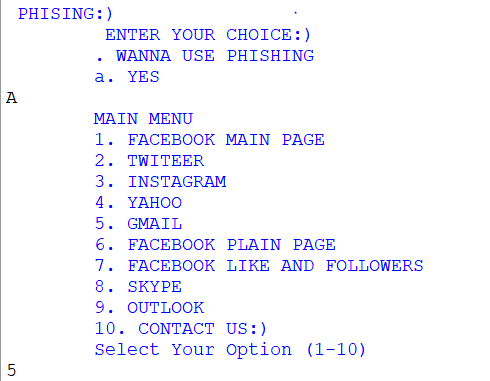 PHISING:)
ENTER YOUR CHOICE:)
. WANNA USE PHISHING
a. YES
A
MAIN MENU
1. FACEBOOK MAIN PAGE
2. TWITEER
3. INSTAGRAM
4. YAHOO
5. GMAIL
6. FACEBOOK PLAIN PAGE
7. FACEBOOK LIKE AND FOLLOWERS
8. SKYPE
9. OUTLOOK
10. CONTACT US:)
Select Your Option (1-10)
5